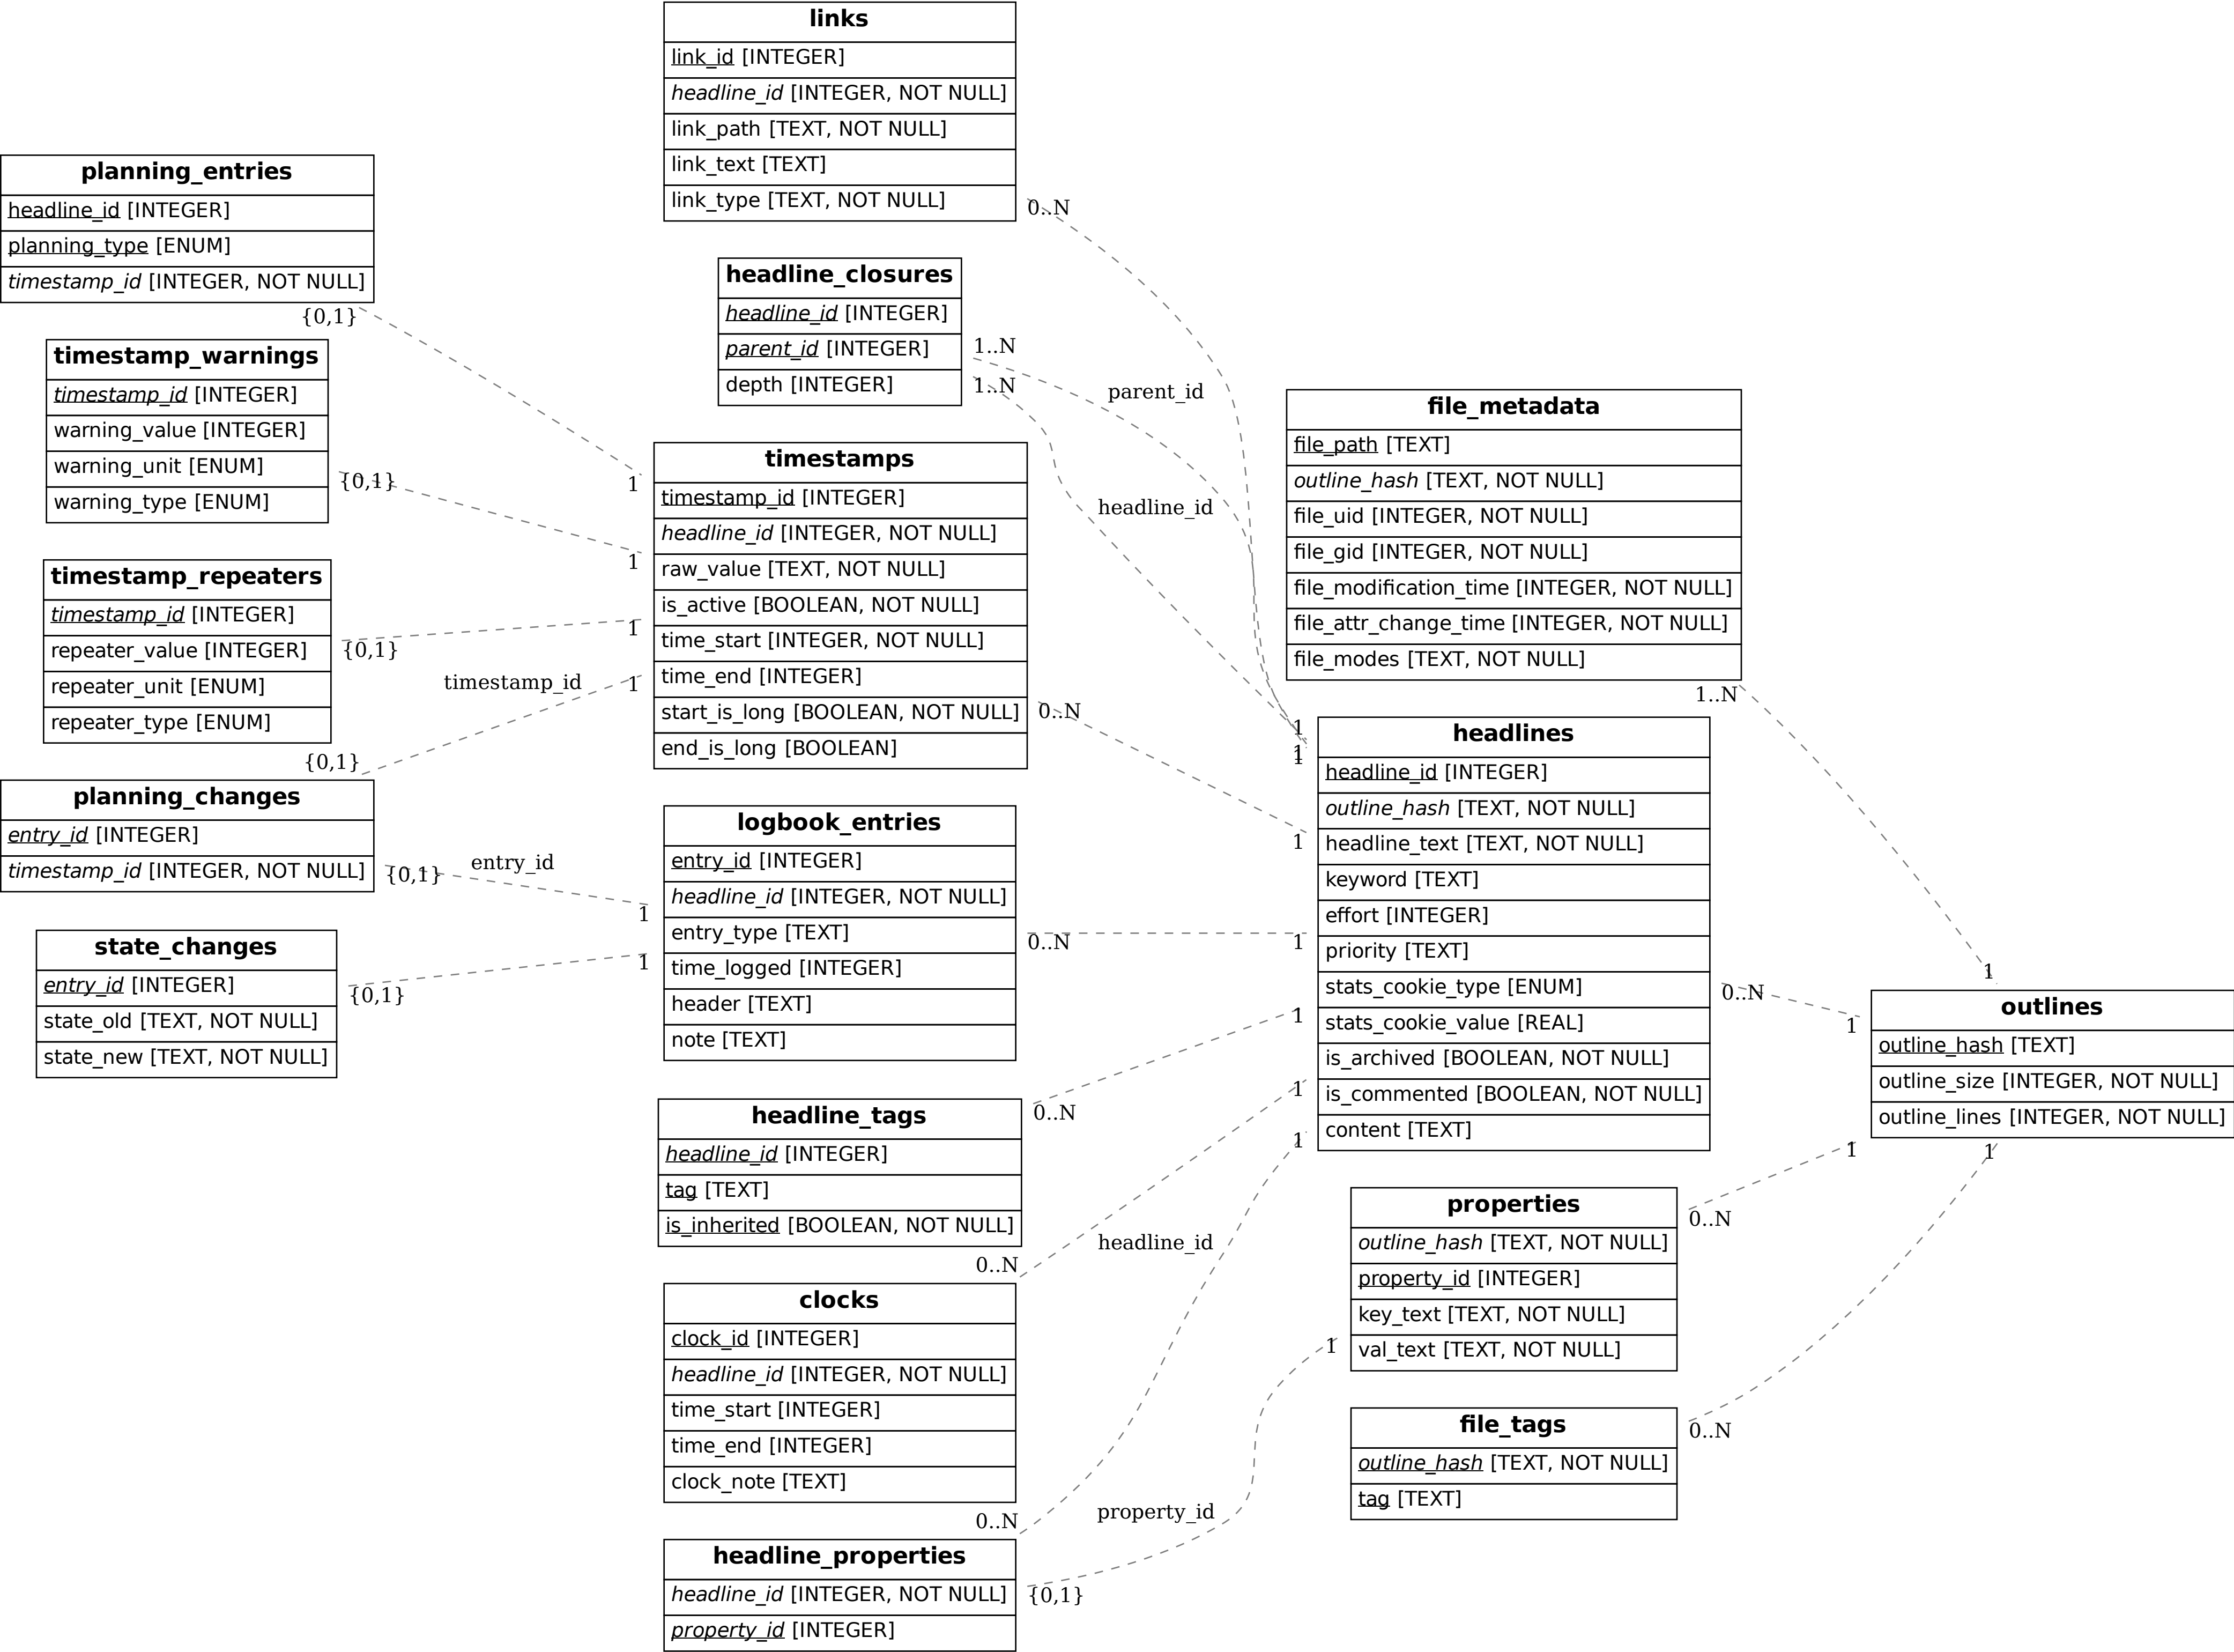 links
link_id [INTEGER]
headline_id [INTEGER, NOT NULL]
link_path [TEXT, NOT NULL]
link_text [TEXT]
link_type [TEXT, NOT NULL]
0..N
planning_entries
headline_id [INTEGER]
planning_type [ENUM]
timestamp_id [INTEGER, NOT NULL]
{0,1}
headline_closures
headline_id [INTEGER]
parent_id [INTEGER]
depth [INTEGER]
1..N
1..N
parent_id
headline_id
timestamp_warnings
timestamp_id [INTEGER]
warning_value [INTEGER]
warning_unit [ENUM]
warning_type [ENUM]
{0,1}
1
1
timestamps
timestamp_id [INTEGER]
headline_id [INTEGER, NOT NULL]
raw_value [TEXT, NOT NULL]
is_active [BOOLEAN, NOT NULL]
time_start [INTEGER, NOT NULL]
time_end [INTEGER]
start_is_long [BOOLEAN, NOT NULL]
end_is_long [BOOLEAN]
0..N
file_metadata
file_path [TEXT]
outline_hash [TEXT, NOT NULL]
file_uid [INTEGER, NOT NULL]
file_gid [INTEGER, NOT NULL]
file_modification_time [INTEGER, NOT NULL]
file_attr_change_time [INTEGER, NOT NULL]
file_modes [TEXT, NOT NULL]
1..N
timestamp_repeaters
timestamp_id [INTEGER]
repeater_value [INTEGER]
repeater_unit [ENUM]
repeater_type [ENUM]
{0,1}
1
timestamp_id
1
{0,1}
planning_changes
entry_id [INTEGER]
timestamp_id [INTEGER, NOT NULL]
{0,1}
entry_id
1
state_changes
entry_id [INTEGER]
state_old [TEXT, NOT NULL]
state_new [TEXT, NOT NULL]
{0,1}
1
logbook_entries
entry_id [INTEGER]
headline_id [INTEGER, NOT NULL]
entry_type [TEXT]
time_logged [INTEGER]
header [TEXT]
note [TEXT]
0..N
1
1
1
1
1
1
1
1
headlines
headline_id [INTEGER]
outline_hash [TEXT, NOT NULL]
headline_text [TEXT, NOT NULL]
keyword [TEXT]
effort [INTEGER]
priority [TEXT]
stats_cookie_type [ENUM]
stats_cookie_value [REAL]
is_archived [BOOLEAN, NOT NULL]
is_commented [BOOLEAN, NOT NULL]
content [TEXT]
0..N
1
1
outlines
outline_hash [TEXT]
outline_size [INTEGER, NOT NULL]
outline_lines [INTEGER, NOT NULL]
1
1
headline_tags
headline_id [INTEGER]
tag [TEXT]
is_inherited [BOOLEAN, NOT NULL]
0..N
headline_id
0..N
clocks
clock_id [INTEGER]
headline_id [INTEGER, NOT NULL]
time_start [INTEGER]
time_end [INTEGER]
clock_note [TEXT]
properties
outline_hash [TEXT, NOT NULL]
property_id [INTEGER]
key_text [TEXT, NOT NULL]
val_text [TEXT, NOT NULL]
0..N
1
file_tags
outline_hash [TEXT, NOT NULL]
tag [TEXT]
0..N
0..N
property_id
headline_properties
headline_id [INTEGER, NOT NULL]
property_id [INTEGER]
{0,1}